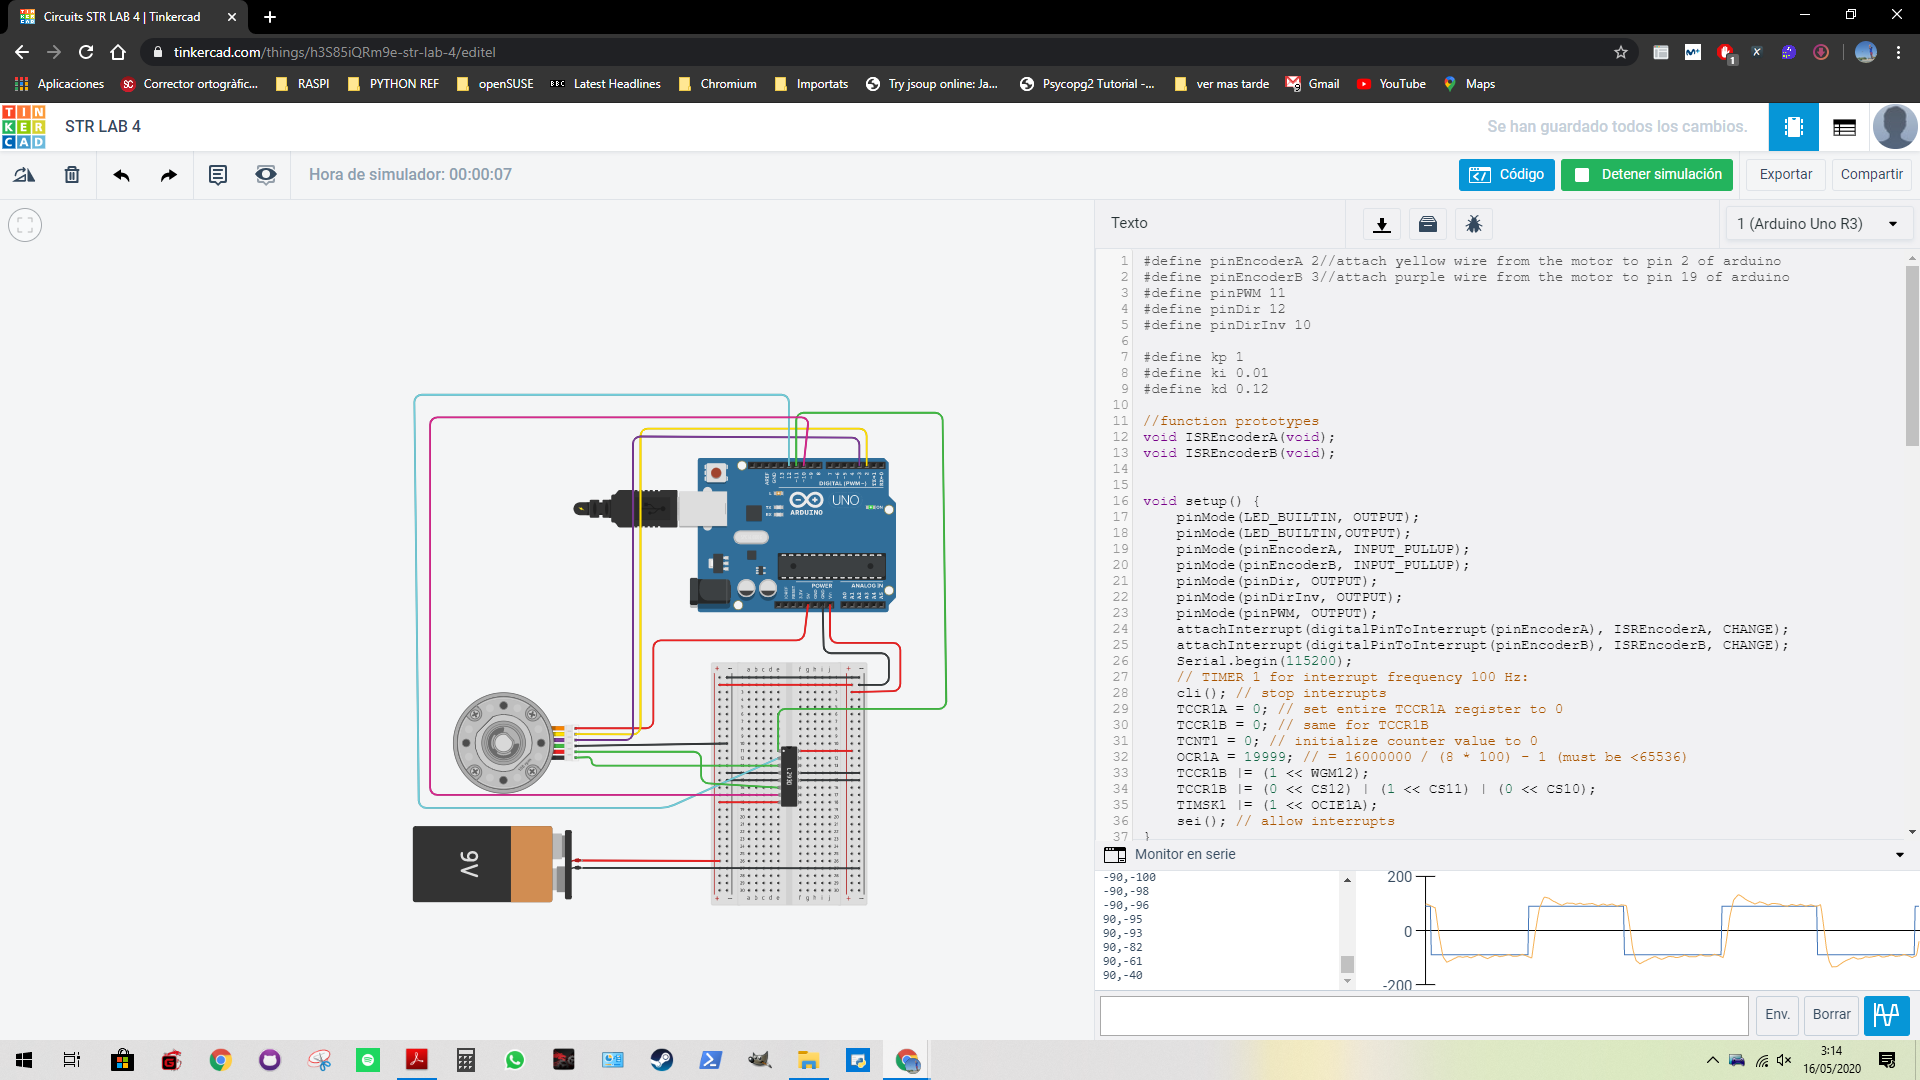 Circuits STR LAB 4 | Tinkercad
tinkercad.com/things/h3S85iQRm9e-str-lab-4/editel
Aplicaciones
Corrector ortogràfic...
RASPI
PYTHON REF
openSUSE
BBC Latest Headlines
Chromium
Importats
Try jsoup online: Ja...
Psycopg2 Tutorial -...
ver mas tarde
Gmail
YouTube
Maps
TINKERCAD
STR LAB 4
Se han guardado todos los cambios.
Hora de simulador: 00:00:07
Código
Detener simulación
Exportar
Compartir
Texto
1 (Arduino Uno R3)
1 #define pinEncoderA 2//attach yellow wire from the motor to pin 2 of arduino
2 #define pinEncoderB 3//attach purple wire from the motor to pin 19 of arduino
3 #define pinPWM 11
4 #define pinDir 12
5 #define pinDirInv 10
6
7 #define kp 1
8 #define ki 0.01
9 #define kd 0.12
10
11 //function prototypes
12 void ISREncoderA(void);
13 void ISREncoderB(void);
14
15
16 void setup() {
17 pinMode(LED_BUILTIN, OUTPUT);
18 pinMode(LED_BUILTIN,OUTPUT);
19 pinMode(pinEncoderA, INPUT_PULLUP);
20 pinMode(pinEncoderB, INPUT_PULLUP);
21 pinMode(pinDir, OUTPUT);
22 pinMode(pinDirInv, OUTPUT);
23 pinMode(pinPWM, OUTPUT);
24 attachInterrupt(digitalPinToInterrupt(pinEncoderA), ISREncoderA, CHANGE);
25 attachInterrupt(digitalPinToInterrupt(pinEncoderB), ISREncoderB, CHANGE);
26 Serial.begin(115200);
27 // TIMER 1 for interrupt frequency 100 Hz:
28 cli(); // stop interrupts
29 TCCR1A = 0; // set entire TCCR1A register to 0
30 TCCR1B = 0; // same for TCCR1B
31 TCNT1 = 0; // initialize counter value to 0
32 OCR1A = 19999; // = 16000000 / (8 * 100) - 1 (must be <65536)
33 TCCR1B |= (1 << WGM12);
34 TCCR1B |= (0 << CS12) | (1 << CS11) | (0 << CS10);
35 TIMSK1 |= (1 << OCIE1A);
36 sei(); // allow interrupts
37 }
DIGITAL (PWM~)
UNO
ARDUINO
POWER
ANALOG IN
L293D
9V
Monitor en serie
-90,-100
-90,-98
-90,-96
90,-95
90,-93
90,-82
90,-61
90,-40
200
0
-200
Env.
Borrar
3:14
16/05/2020